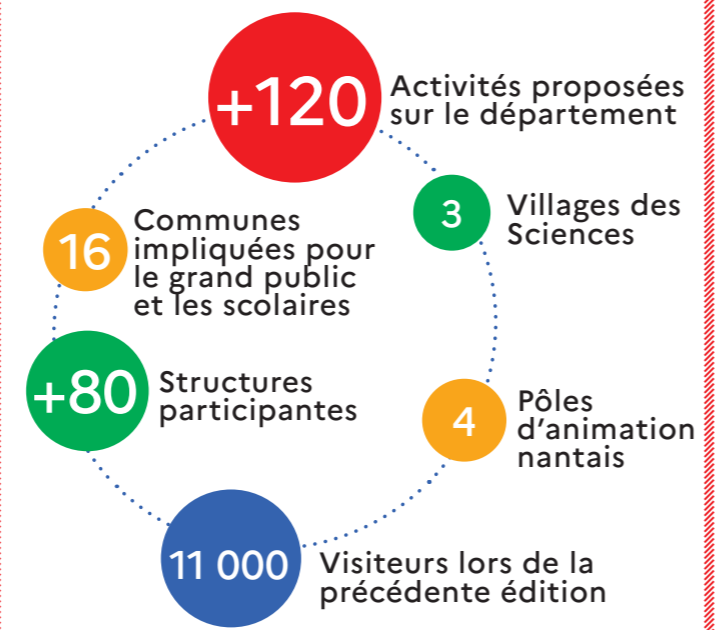 +120
Activités proposées
sur le département
3
Villages des
Sciences
16
Communes
impliquées pour
le grand public
et les scolaires
+80
Structures
participantes
4
Pôles
d'animation
nantais
11 000
Visiteurs lors de la
précédente édition